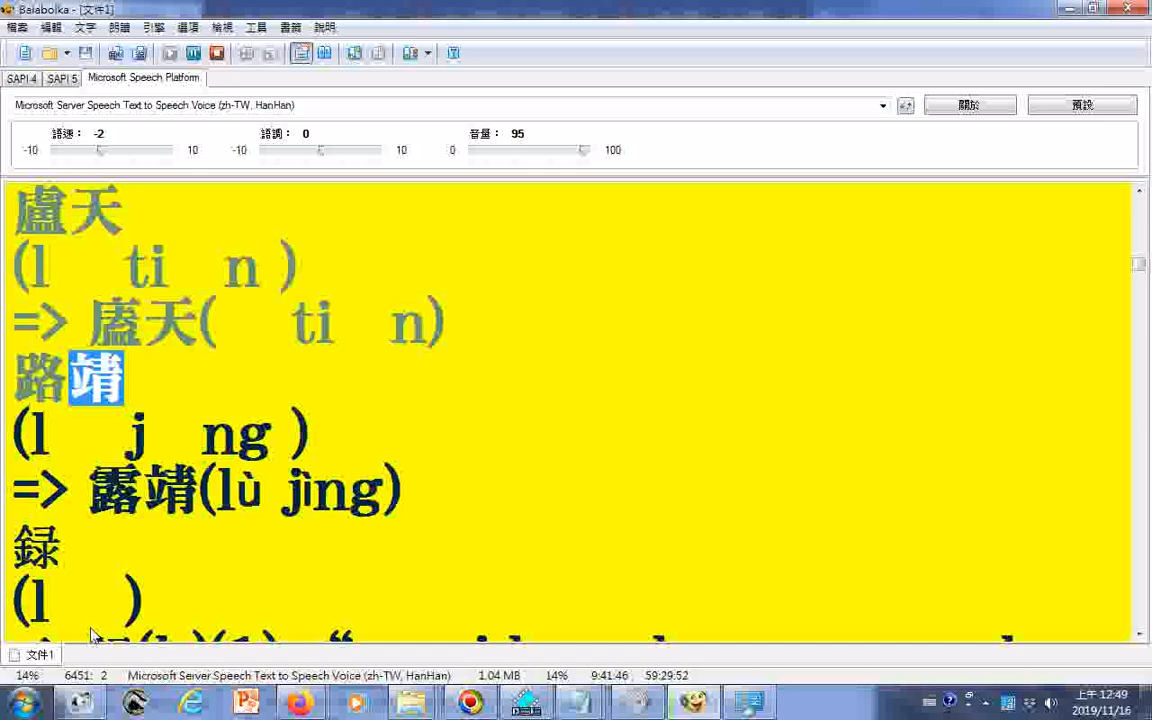 Balabolka - [文件1]
檔案 編輯 文字 朗讀 引擎 選項 檢視 工具 書籤 說明
SAPI 4 SAPI 5 Microsoft Speech Platform
Microsoft Server Speech Text to Speech Voice (zh-TW, HanHan) 關於 預設
語速： -2 語調： 0 音量： 95
-10 10 -10 10 0 100
盧天
(l ti n )
=> 廬天( ti n)
路靖
(l j ng )
=> 露靖(lù jìng)
録
(l )
文件1
14% 6451: 2 Microsoft Server Speech Text to Speech Voice (zh-TW, HanHan) 1.04 MB 14% 9:41:46 59:29:52
上午 12:49
2019/11/16